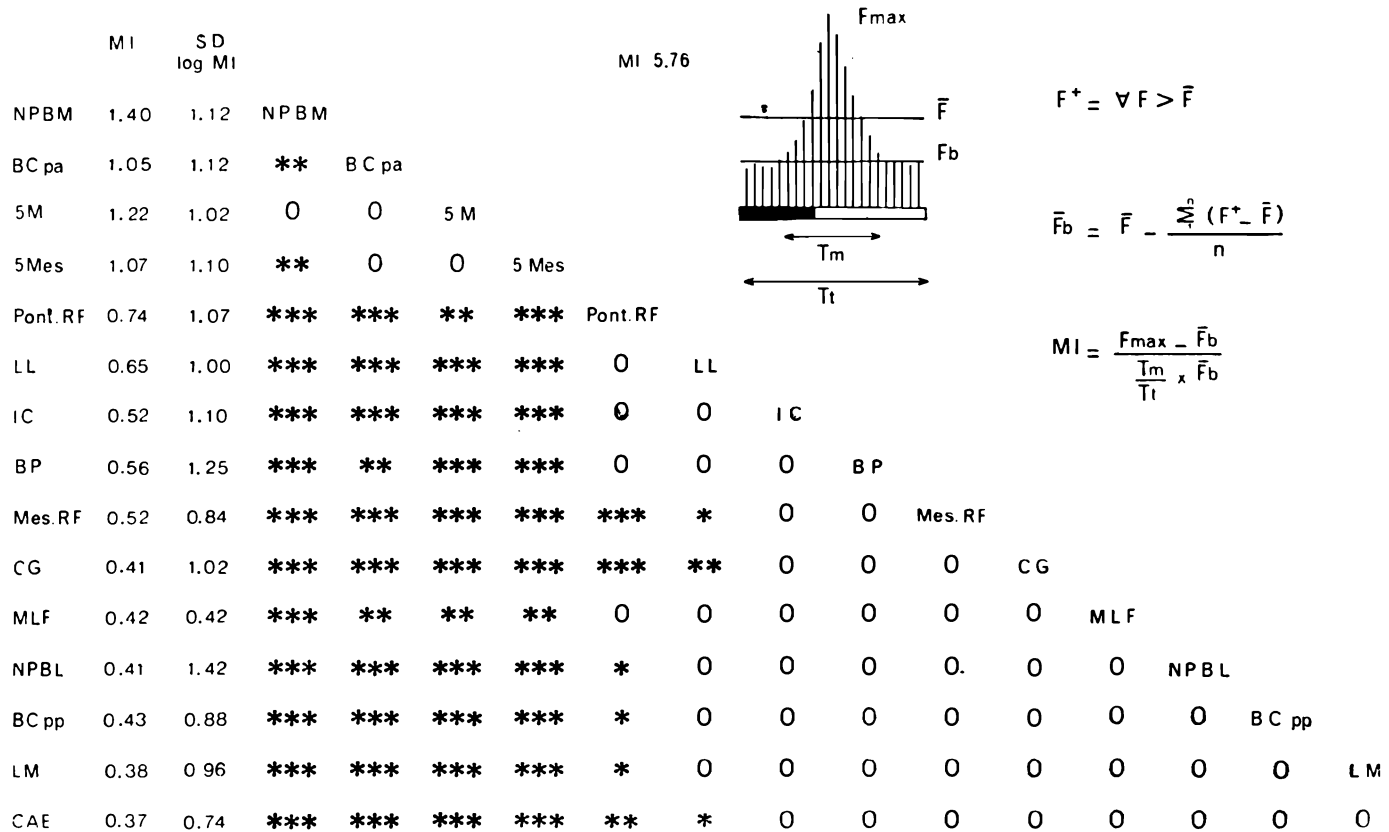 MI SD
log MI
MI 5.76
Fmax
F̄
Fb
Tm
Tt
F⁺ = ∀ F > F̄
F̄b = F̄ - Σ (F⁺ - F̄) / n
MI = Fmax - F̄b / Tm/Tt x F̄b
NPBM 1.40 1.12 NPBM
BC pa 1.05 1.12 ** BC pa
5M 1.22 1.02 0 0 5M
5Mes 1.07 1.10 ** 0 0 5 Mes
Pont.RF 0.74 1.07 *** *** ** *** Pont.RF
LL 0.65 1.00 *** *** *** *** 0 LL
IC 0.52 1.10 *** *** *** *** 0 0 IC
BP 0.56 1.25 *** ** *** *** 0 0 0 BP
Mes.RF 0.52 0.84 *** *** *** *** *** * 0 0 Mes.RF
CG 0.41 1.02 *** *** *** *** *** ** 0 0 0 CG
MLF 0.42 0.42 *** ** ** ** 0 0 0 0 0 0 MLF
NPBL 0.41 1.42 *** *** *** *** * 0 0 0 0. 0 0 NPBL
BC pp 0.43 0.88 *** *** *** *** * 0 0 0 0 0 0 0 BC pp
LM 0.38 0 96 *** *** *** *** * 0 0 0 0 0 0 0 0 LM
CAE 0.37 0.74 *** *** *** *** ** * 0 0 0 0 0 0 0 0